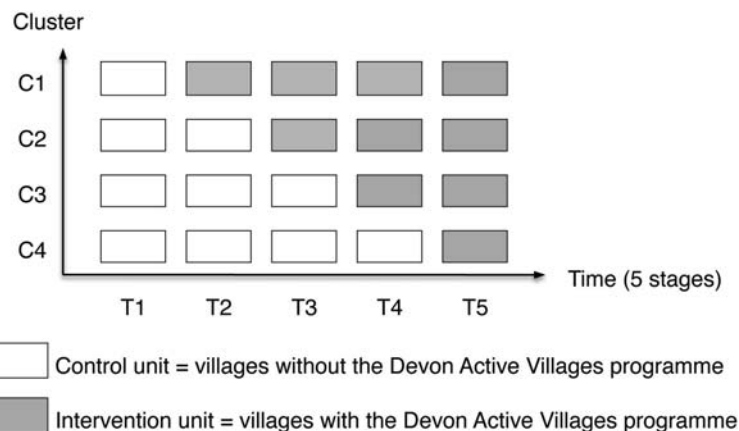 Cluster
C1
C2
C3
C4
Time (5 stages)
T1 T2 T3 T4 T5
Control unit = villages without the Devon Active Villages programme
Intervention unit = villages with the Devon Active Villages programme